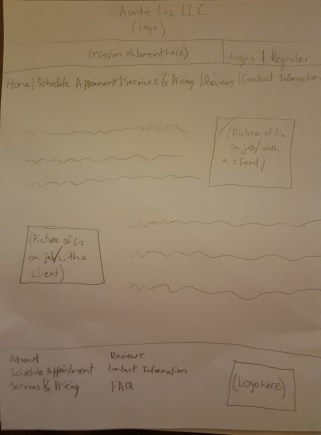 Auntie Liz LLC
(Logo)
(Mission statement here)
Login | Register
Home | Schedule Appoinment | Services & Pricing | Reviews | Contact Information
(Picture of Liz
on job/with
a client)
(Picture of Liz
on job/with a
client)
About
Schedule Appointment
Services & Pricing
Reviews
Contact Information
FAQ
(Logo here)